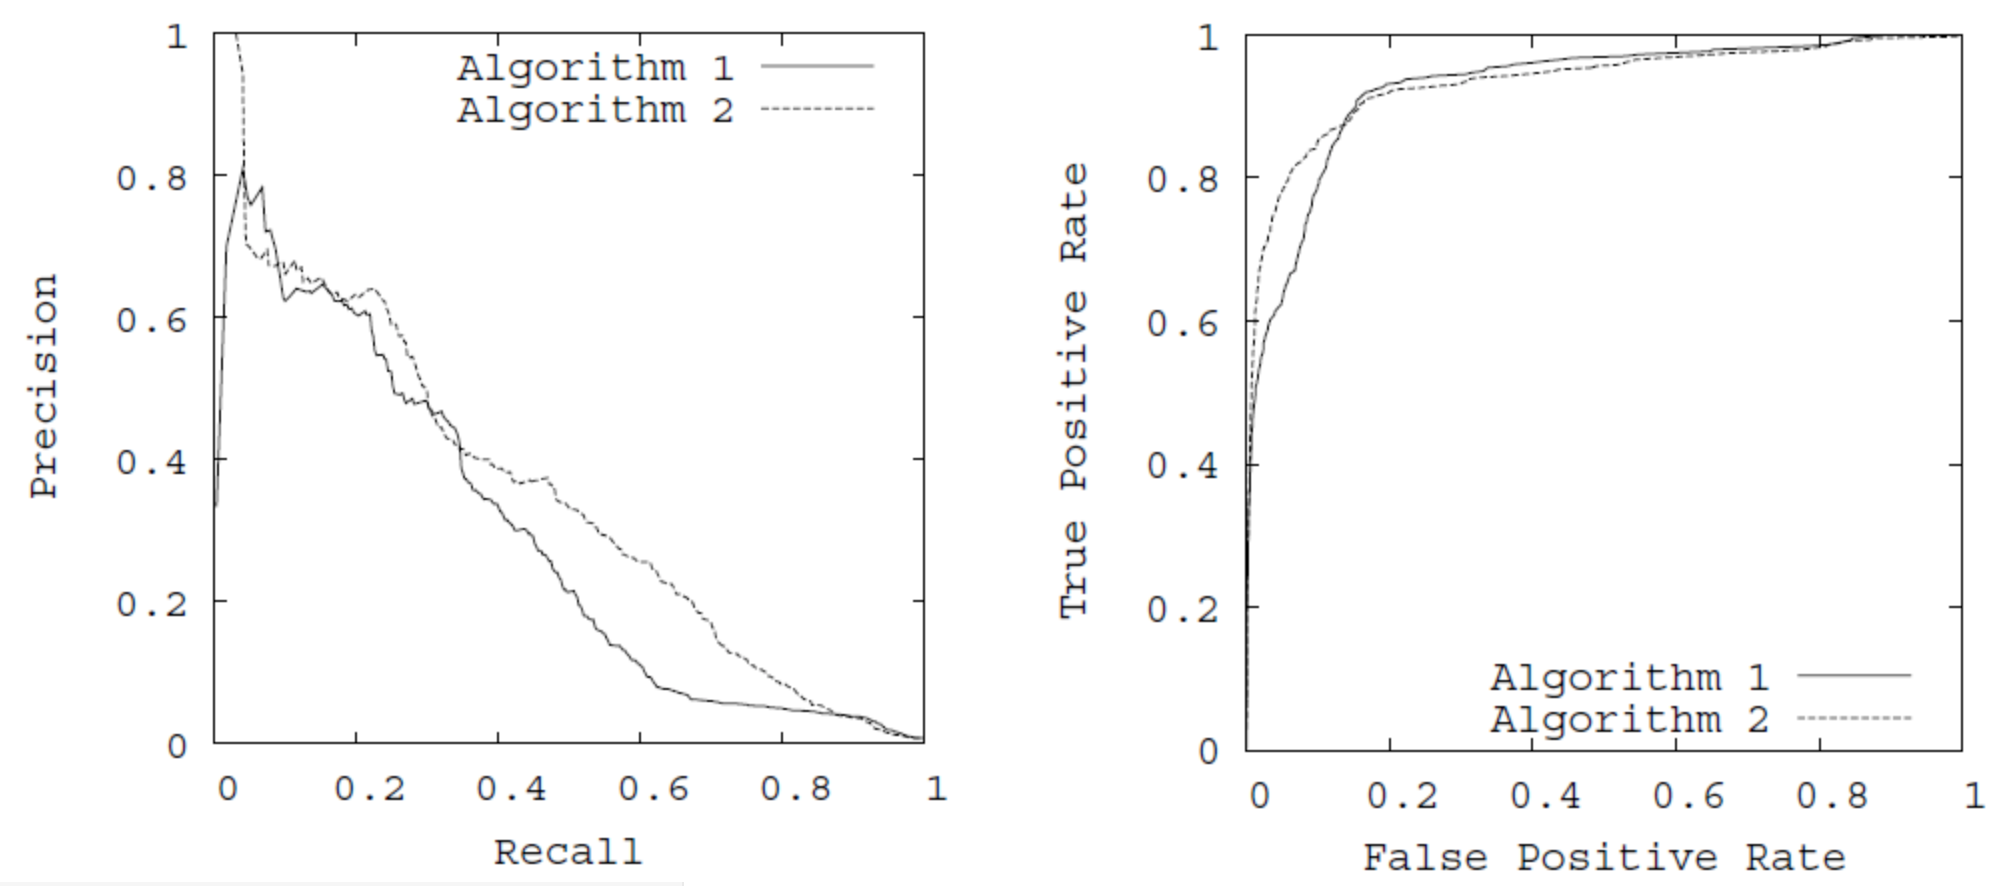 Precision
1
0.8
0.6
0.4
0.2
0
Algorithm 1
Algorithm 2
0 0.2 0.4 0.6 0.8 1
Recall
True Positive Rate
1
0.8
0.6
0.4
0.2
0
Algorithm 1
Algorithm 2
0 0.2 0.4 0.6 0.8 1
False Positive Rate